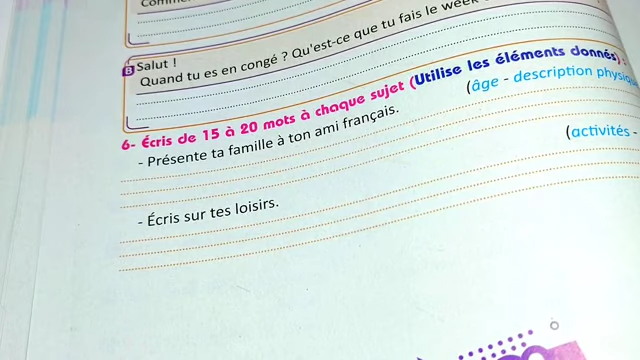 Salut !
B Quand tu es en congé ? Qu'est-ce que tu fais le week
6- Écris de 15 à 20 mots à chaque sujet (Utilise les éléments donnés) :
- Présente ta famille à ton ami français. (âge - description
- Écris sur tes loisirs. (activités -